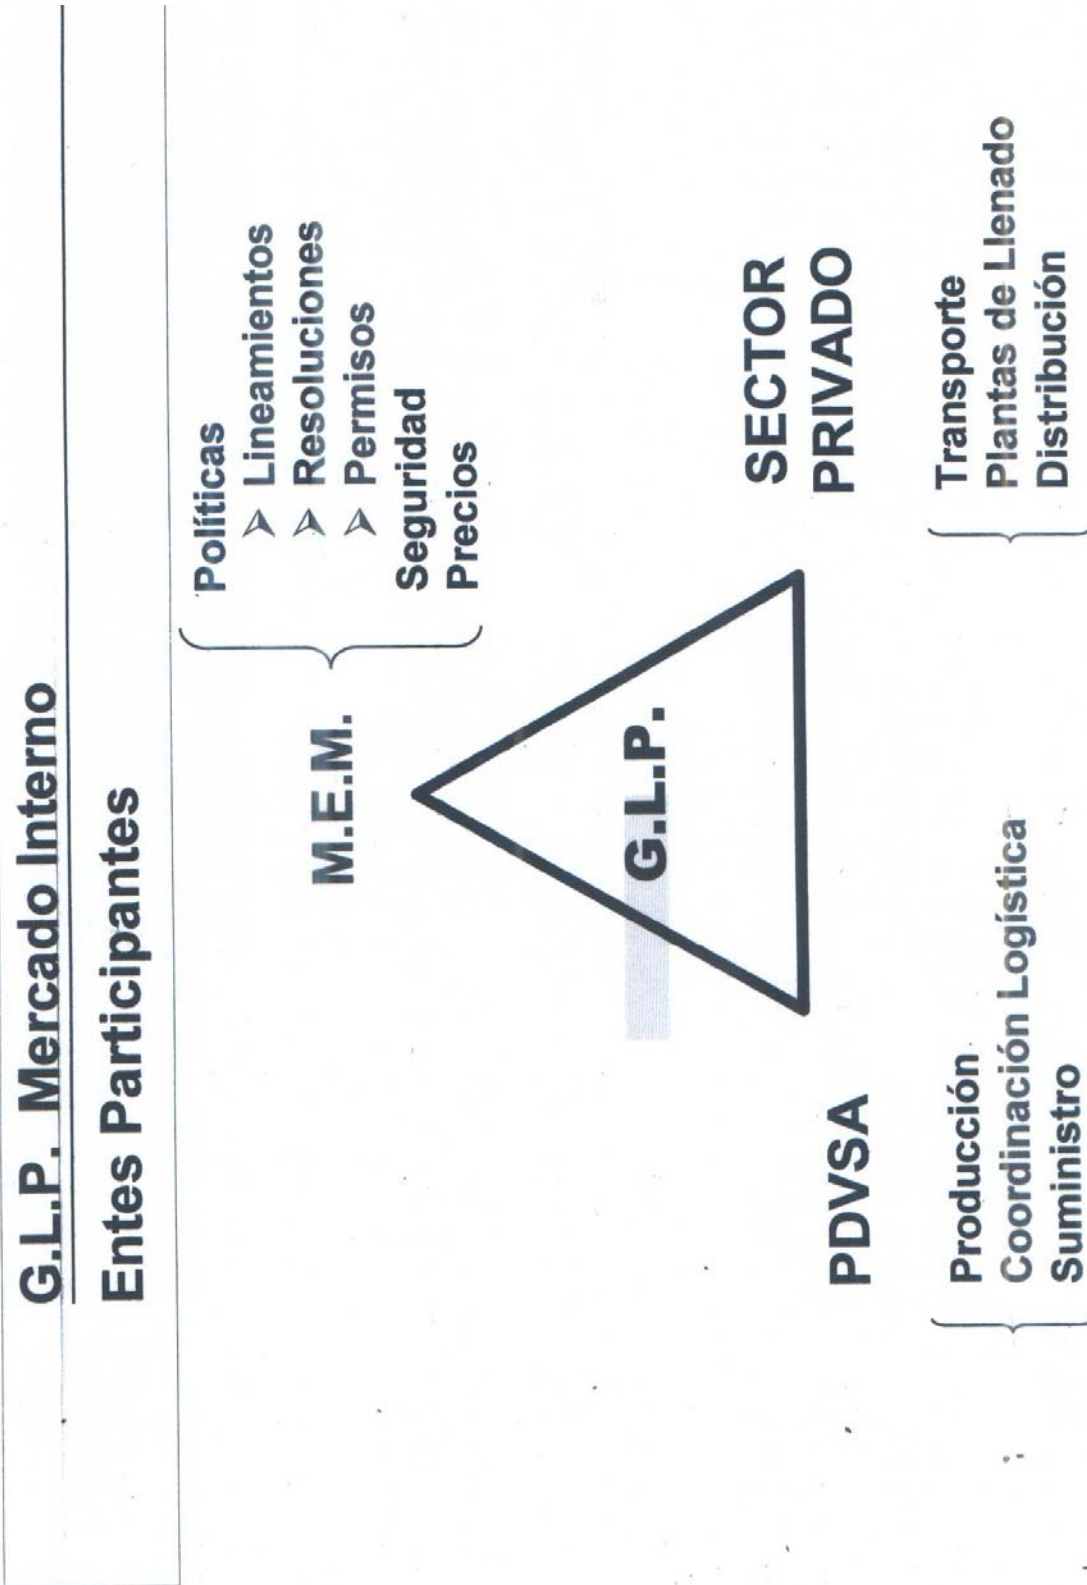 G.L.P. Mercado Interno
Entes Participantes
M.E.M.
Políticas
➤ Lineamientos
➤ Resoluciones
➤ Permisos
Seguridad
Precios
G.L.P.
PDVSA
SECTOR
PRIVADO
Producción
Coordinación Logística
Suministro
Transporte
Plantas de Llenado
Distribución